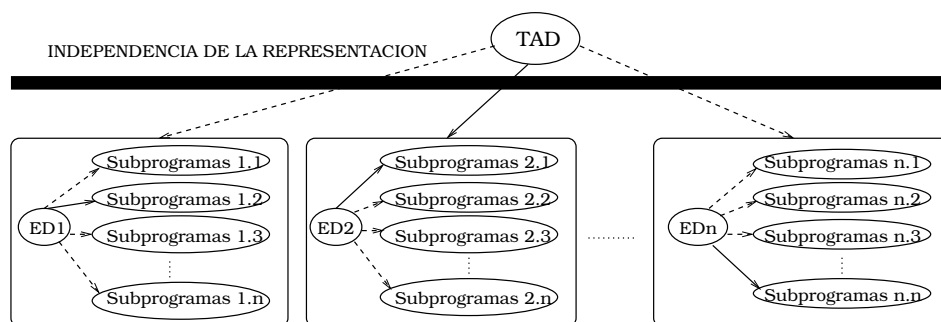 TAD
INDEPENDENCIA DE LA REPRESENTACION
ED1
Subprogramas 1.1
Subprogramas 1.2
Subprogramas 1.3
Subprogramas 1.n
ED2
Subprogramas 2.1
Subprogramas 2.2
Subprogramas 2.3
Subprogramas 2.n
EDn
Subprogramas n.1
Subprogramas n.2
Subprogramas n.3
Subprogramas n.n